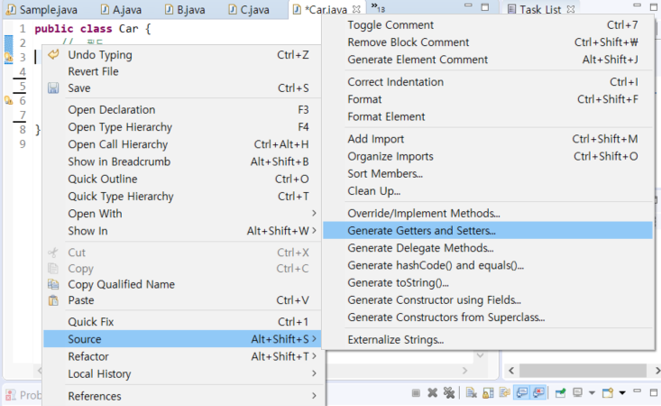 Sample.java
A.java
B.java
C.java
*Car.java
»13
Task List
1 public class Car {
2 // 필드
3
4
5
6
7
8 }
9
Undo Typing Ctrl+Z
Revert File
Save Ctrl+S
Open Declaration F3
Open Type Hierarchy F4
Open Call Hierarchy Ctrl+Alt+H
Show in Breadcrumb Alt+Shift+B
Quick Outline Ctrl+O
Quick Type Hierarchy Ctrl+T
Open With
Show In Alt+Shift+W
Cut Ctrl+X
Copy Ctrl+C
Copy Qualified Name
Paste Ctrl+V
Quick Fix Ctrl+1
Source Alt+Shift+S
Refactor Alt+Shift+T
Local History
References
Toggle Comment Ctrl+7
Remove Block Comment Ctrl+Shift+₩
Generate Element Comment Alt+Shift+J
Correct Indentation Ctrl+I
Format Ctrl+Shift+F
Format Element
Add Import Ctrl+Shift+M
Organize Imports Ctrl+Shift+O
Sort Members...
Clean Up...
Override/Implement Methods...
Generate Getters and Setters...
Generate Delegate Methods...
Generate hashCode() and equals()...
Generate toString()...
Generate Constructor using Fields...
Generate Constructors from Superclass...
Externalize Strings...
Prob